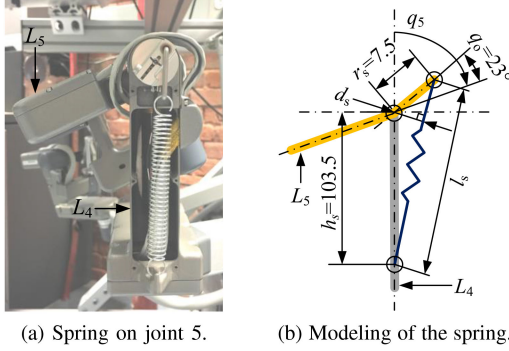 L5
L4
(a) Spring on joint 5.
q5
qo=23°
rs=7.5
ds
hs=103.5
ls
L5
L4
(b) Modeling of the spring.